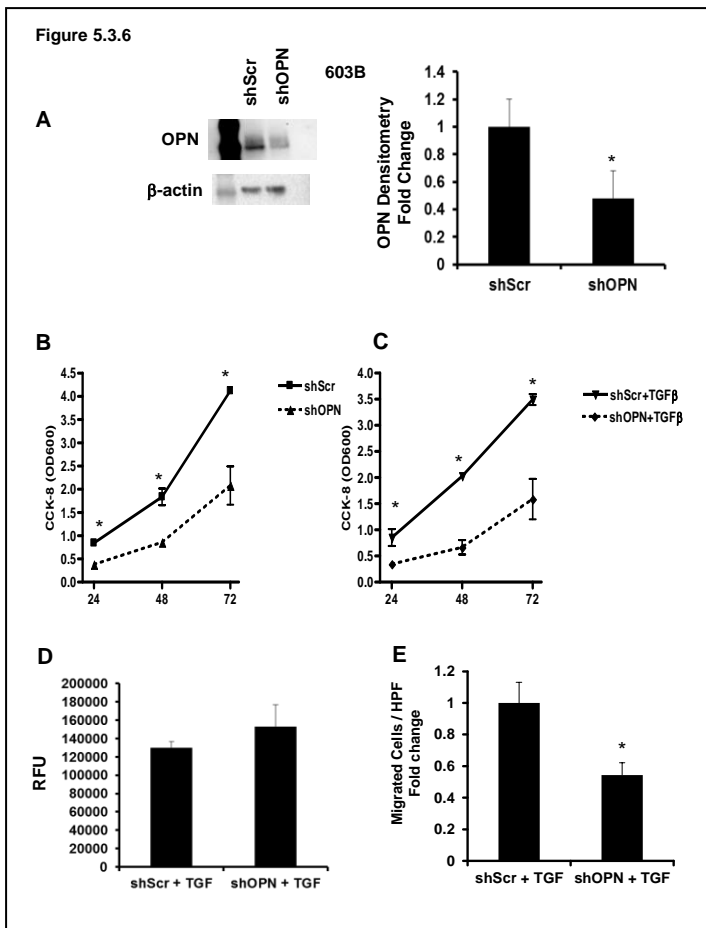 Figure 5.3.6
A
shScr
shOPN
603B
OPN
β-actin
OPN Densitometry
Fold Change
1.4
1.2
1
0.8
0.6
0.4
0.2
0
*
shScr
shOPN
B
CCK-8 (OD600)
4.5
4.0
3.5
3.0
2.5
2.0
1.5
1.0
0.5
0.0
*
*
*
24
48
72
shScr
shOPN
C
CCK-8 (OD600)
4.0
3.5
3.0
2.5
2.0
1.5
1.0
0.5
0.0
*
*
*
24
48
72
shScr+TGFβ
shOPN+TGFβ
D
RFU
200000
180000
160000
140000
120000
100000
80000
60000
40000
20000
0
shScr + TGF
shOPN + TGF
E
Migrated Cells / HPF
Fold change
1.2
1
0.8
0.6
0.4
0.2
0
*
shScr + TGF
shOPN + TGF